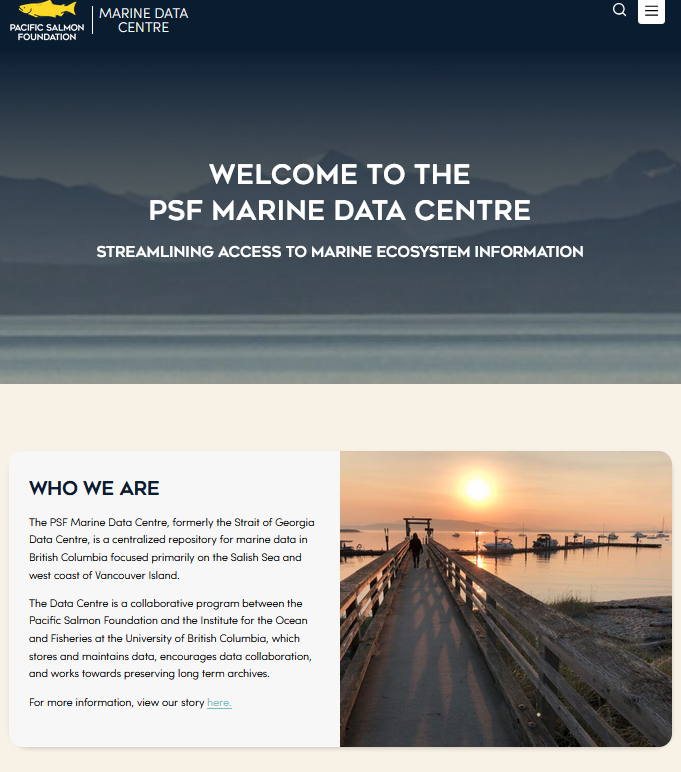 PACIFIC SALMON
FOUNDATION
MARINE DATA
CENTRE
WELCOME TO THE
PSF MARINE DATA CENTRE
STREAMLINING ACCESS TO MARINE ECOSYSTEM INFORMATION
WHO WE ARE
The PSF Marine Data Centre, formerly the Strait of Georgia
Data Centre, is a centralized repository for marine data in
British Columbia focused primarily on the Salish Sea and
west coast of Vancouver Island.
The Data Centre is a collaborative program between the
Pacific Salmon Foundation and the Institute for the Ocean
and Fisheries at the University of British Columbia, which
stores and maintains data, encourages data collaboration,
and works towards preserving long term archives.
For more information, view our story here.